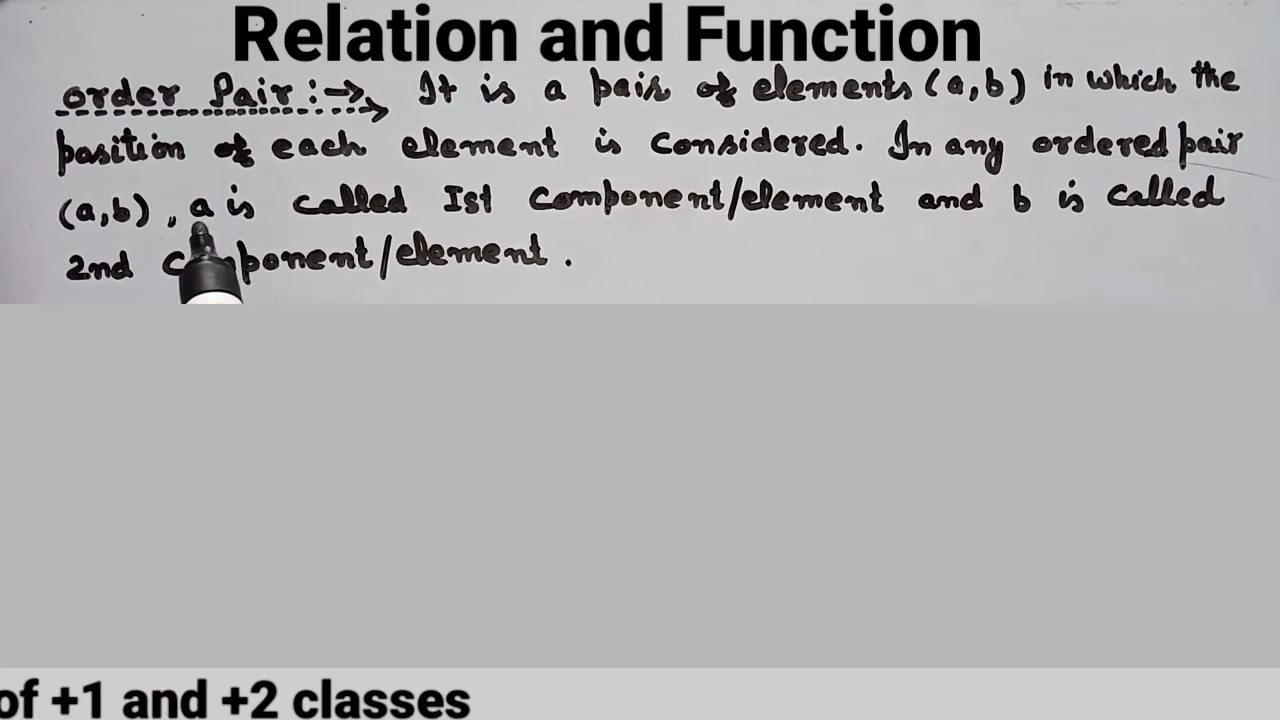 Relation and Function
order Pair :→ It is a pair of elements (a,b) in which the
position of each element is considered. In any ordered pair
(a,b) , a is called Ist component/element and b is called
2nd ponent/element .
of +1 and +2 classes